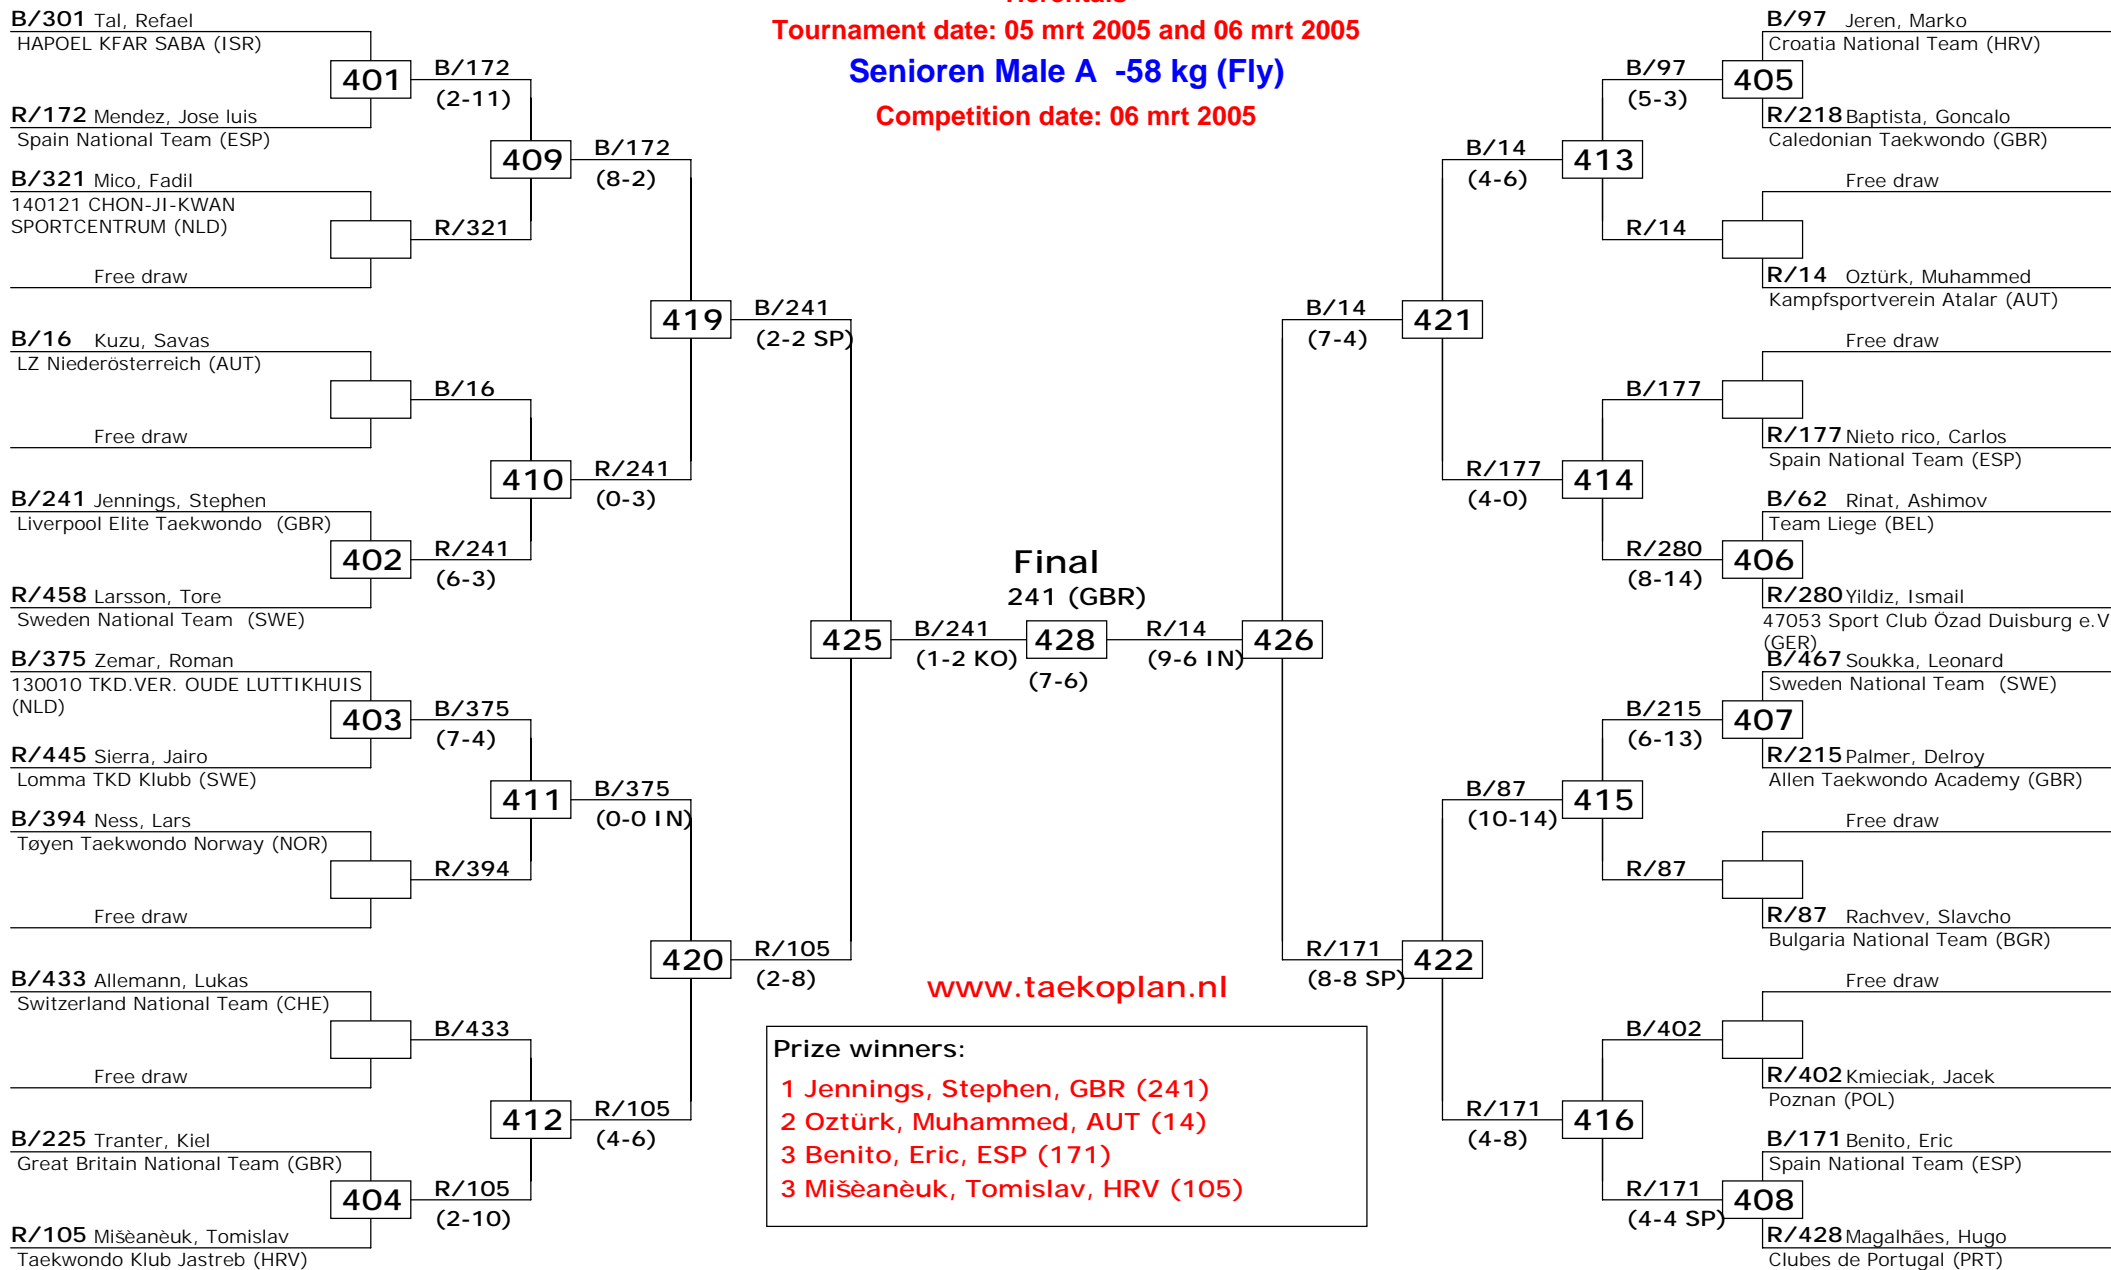 Herentals
Tournament date: 05 mrt 2005 and 06 mrt 2005
Senioren Male A -58 kg (Fly)
Competition date: 06 mrt 2005
B/301 Tal, Refael
HAPOEL KFAR SABA (ISR)
401
B/172
(2-11)
R/172 Mendez, Jose luis
Spain National Team (ESP)
409
B/172
(8-2)
B/321 Mico, Fadil
140121 CHON-JI-KWAN
SPORTCENTRUM (NLD)
R/321
Free draw
419
B/241
(2-2 SP)
B/16 Kuzu, Savas
LZ Niederösterreich (AUT)
B/16
Free draw
410
R/241
(0-3)
B/241 Jennings, Stephen
Liverpool Elite Taekwondo (GBR)
402
R/241
(6-3)
R/458 Larsson, Tore
Sweden National Team (SWE)
425
B/241
(1-2 KO)
B/375 Zemar, Roman
130010 TKD.VER. OUDE LUTTIKHUIS
(NLD)
403
B/375
(7-4)
R/445 Sierra, Jairo
Lomma TKD Klubb (SWE)
411
B/375
(0-0 IN)
B/394 Ness, Lars
Tøyen Taekwondo Norway (NOR)
R/394
Free draw
420
R/105
(2-8)
B/433 Allemann, Lukas
Switzerland National Team (CHE)
B/433
Free draw
412
R/105
(4-6)
B/225 Tranter, Kiel
Great Britain National Team (GBR)
404
R/105
(2-10)
R/105 Mišèanèuk, Tomislav
Taekwondo Klub Jastreb (HRV)
Final
241 (GBR)
428
(7-6)
R/14
(9-6 IN)
426
B/97 Jeren, Marko
Croatia National Team (HRV)
B/97
(5-3)
405
R/218 Baptista, Goncalo
Caledonian Taekwondo (GBR)
B/14
(4-6)
413
Free draw
R/14
R/14 Oztürk, Muhammed
Kampfsportverein Atalar (AUT)
B/14
(7-4)
421
Free draw
B/177
R/177 Nieto rico, Carlos
Spain National Team (ESP)
R/177
(4-0)
414
B/62 Rinat, Ashimov
Team Liege (BEL)
R/280
(8-14)
406
R/280 Yildiz, Ismail
47053 Sport Club Özad Duisburg e.V
(GER)
B/467 Soukka, Leonard
Sweden National Team (SWE)
B/215
(6-13)
407
R/215 Palmer, Delroy
Allen Taekwondo Academy (GBR)
B/87
(10-14)
415
Free draw
R/87
R/87 Rachvev, Slavcho
Bulgaria National Team (BGR)
R/171
(8-8 SP)
422
Free draw
B/402
R/402 Kmieciak, Jacek
Poznan (POL)
R/171
(4-8)
416
B/171 Benito, Eric
Spain National Team (ESP)
R/171
(4-4 SP)
408
R/428 Magalhães, Hugo
Clubes de Portugal (PRT)
www.taekoplan.nl
Prize winners:
1 Jennings, Stephen, GBR (241)
2 Oztürk, Muhammed, AUT (14)
3 Benito, Eric, ESP (171)
3 Mišèanèuk, Tomislav, HRV (105)